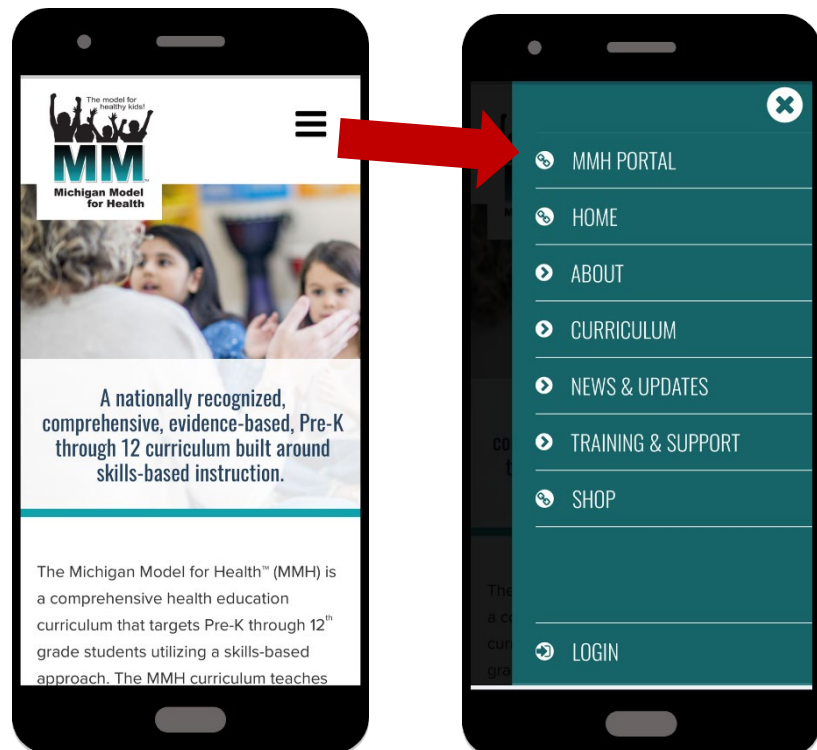 The model for
healthy kids!
MM™
Michigan Model
for Health
A nationally recognized,
comprehensive, evidence-based, Pre-K
through 12 curriculum built around
skills-based instruction.
The Michigan Model for Health™ (MMH) is
a comprehensive health education
curriculum that targets Pre-K through 12th
grade students utilizing a skills-based
approach. The MMH curriculum teaches
MMH PORTAL
HOME
ABOUT
CURRICULUM
NEWS & UPDATES
TRAINING & SUPPORT
SHOP
LOGIN